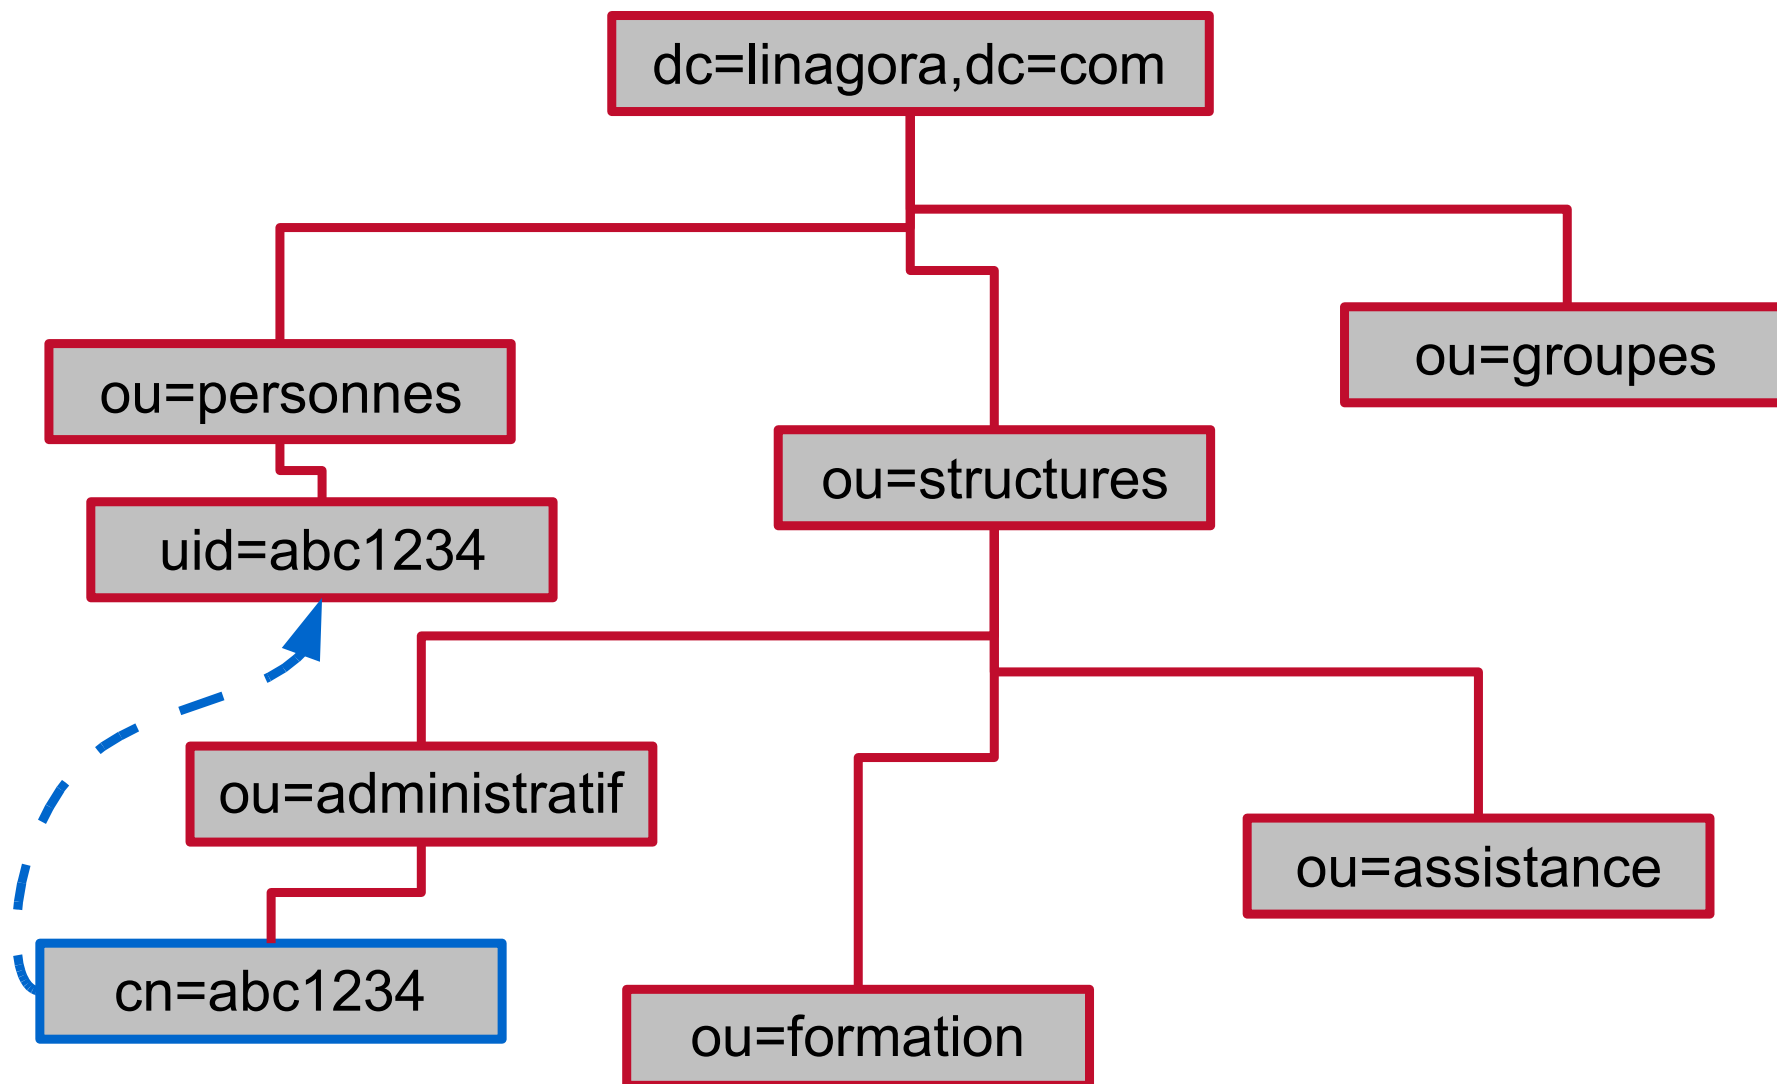 dc=linagora,dc=com
ou=groupes
ou=personnes
ou=structures
uid=abc1234
ou=administratif
ou=assistance
cn=abc1234
ou=formation